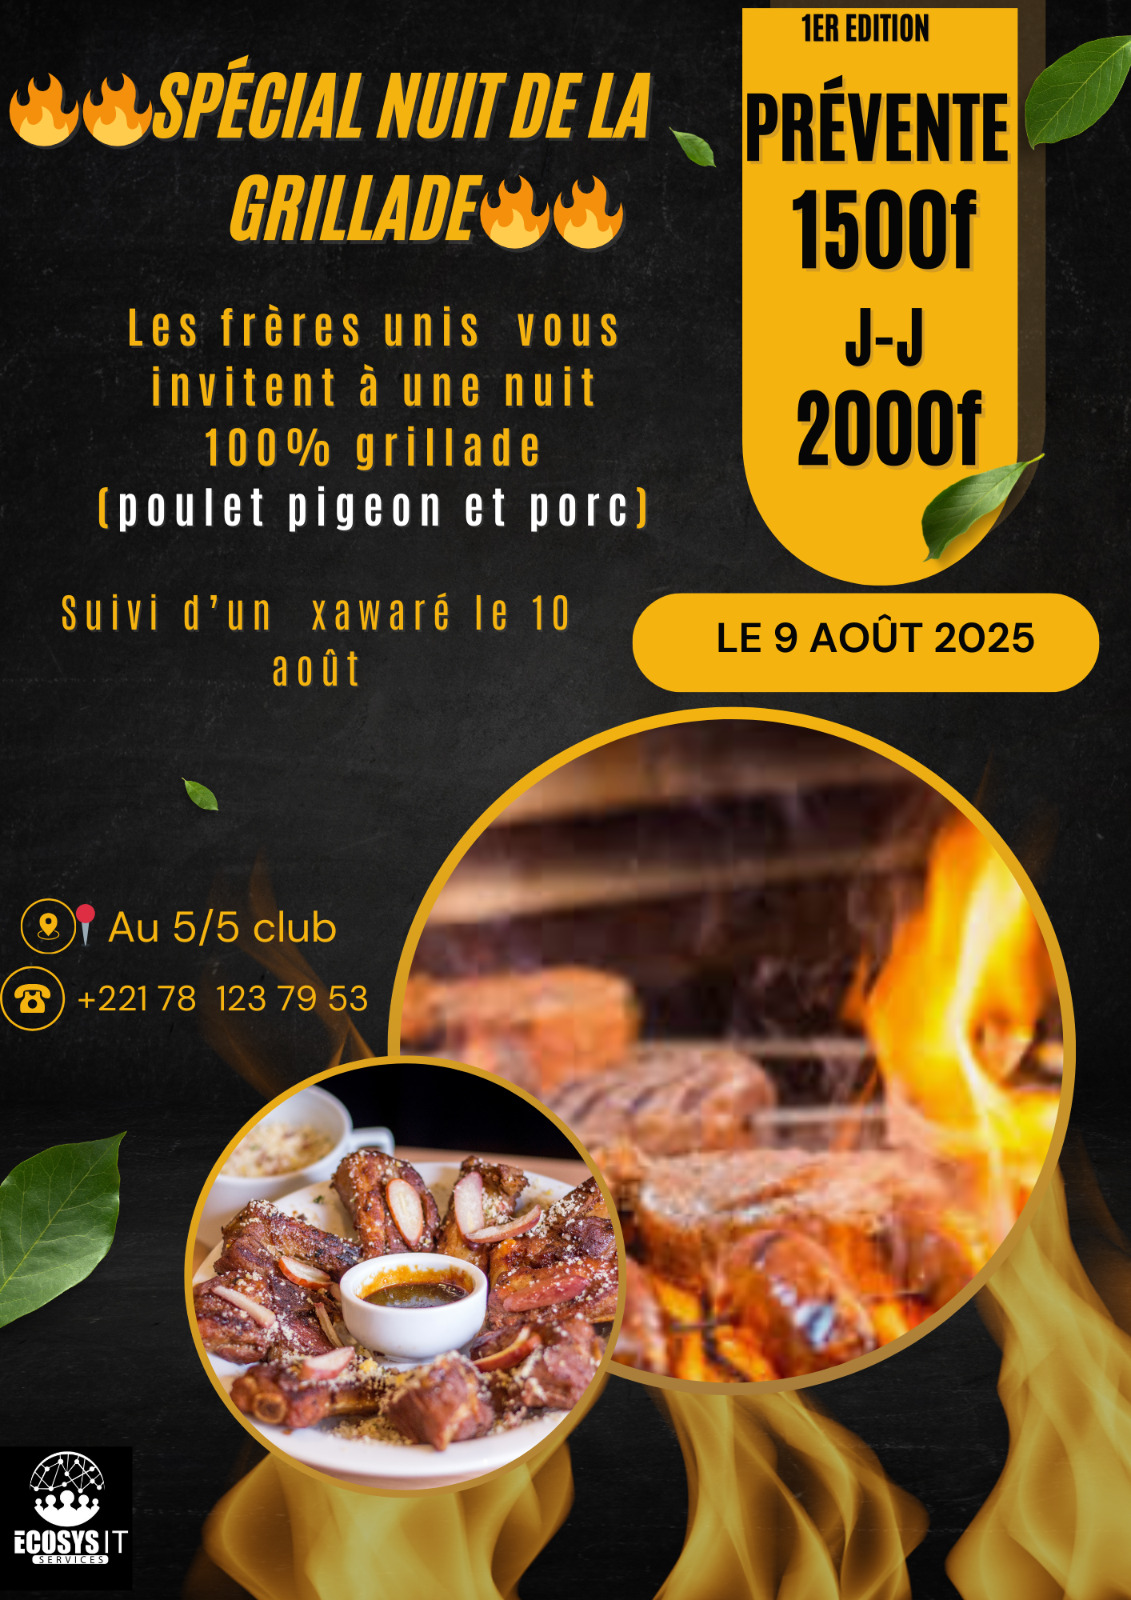 1ER EDITION
🔥🔥SPÉCIAL NUIT DE LA
GRILLADE🔥🔥
PRÉVENTE
1500f
J-J
2000f
Les frères unis vous
invitent à une nuit
100% grillade
(poulet pigeon et porc)
Suivi d’un xawaré le 10
août
LE 9 AOÛT 2025
📍 Au 5/5 club
+221 78 123 79 53
ECOSYS IT
SERVICES